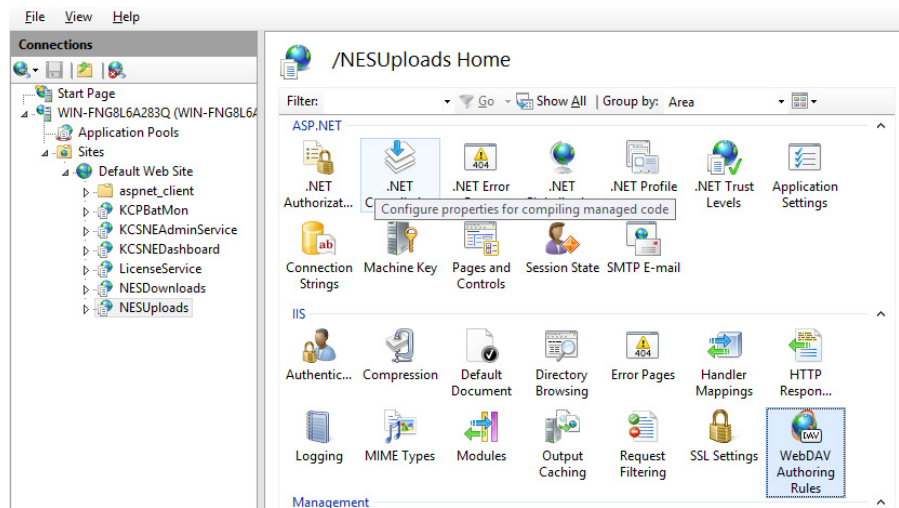 File View Help
Connections
Start Page
WIN-FNG8L6A283Q (WIN-FNG8L6A
Application Pools
Sites
Default Web Site
aspnet_client
KCPBatMon
KCSNEAdminService
KCSNEDashboard
LicenseService
NESDownloads
NESUploads
/NESUploads Home
Filter: Go Show All Group by: Area
ASP.NET
.NET Authorizat...
.NET
.NET Error
.NET
.NET Profile
.NET Trust Levels
Application Settings
Configure properties for compiling managed code
Connection Strings
Machine Key
Pages and Controls
Session State
SMTP E-mail
IIS
Authentic...
Compression
Default Document
Directory Browsing
404
Error Pages
Handler Mappings
HTTP Respon...
Logging
MIME Types
Modules
Output Caching
Request Filtering
SSL Settings
DAV
WebDAV Authoring Rules
Management